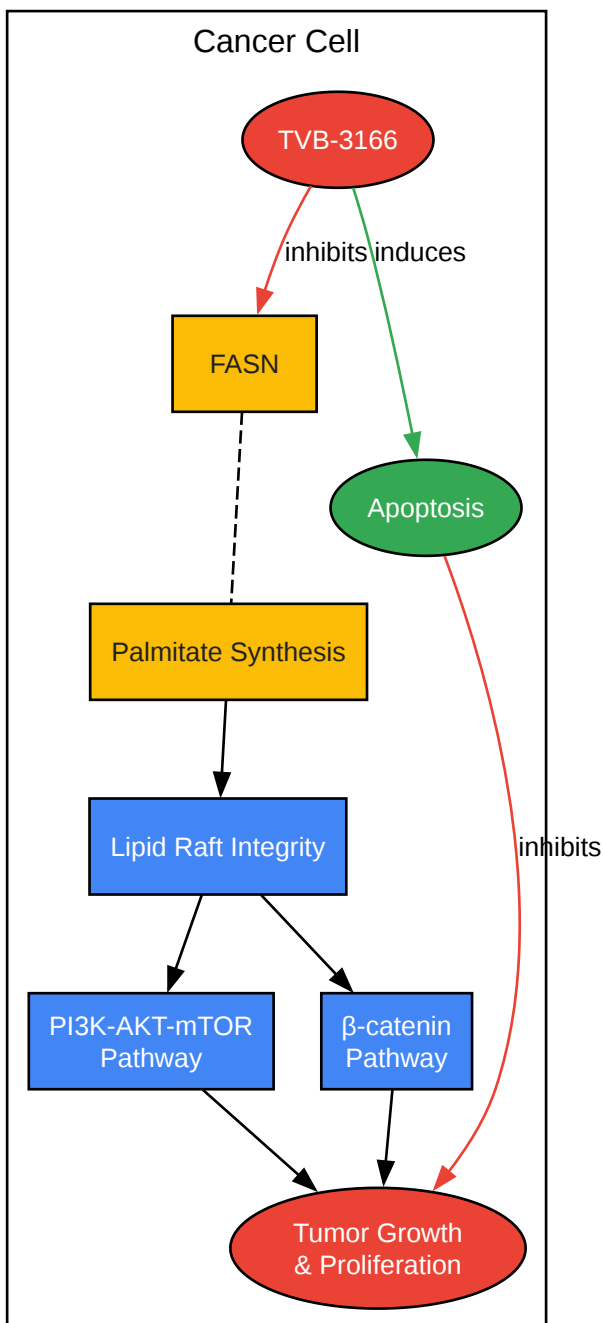 Cancer Cell
TVB-3166
inhibits
induces
FASN
Apoptosis
Palmitate Synthesis
Lipid Raft Integrity
inhibits
PI3K-AKT-mTOR
Pathway
β-catenin
Pathway
Tumor Growth
& Proliferation